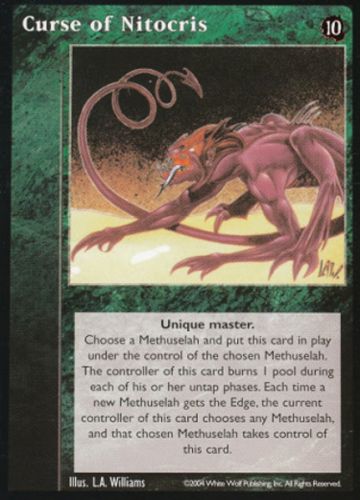 Curse of Nitocris
10
Unique master.
Choose a Methuselah and put this card in play
under the control of the chosen Methuselah.
The controller of this card burns 1 pool during
each of his or her untap phases. Each time a
new Methuselah gets the Edge, the current
controller of this card chooses any Methuselah,
and that chosen Methuselah takes control of
this card.
Illus. L.A. Williams
©2004 White Wolf Publishing, Inc. All Rights Reserved.